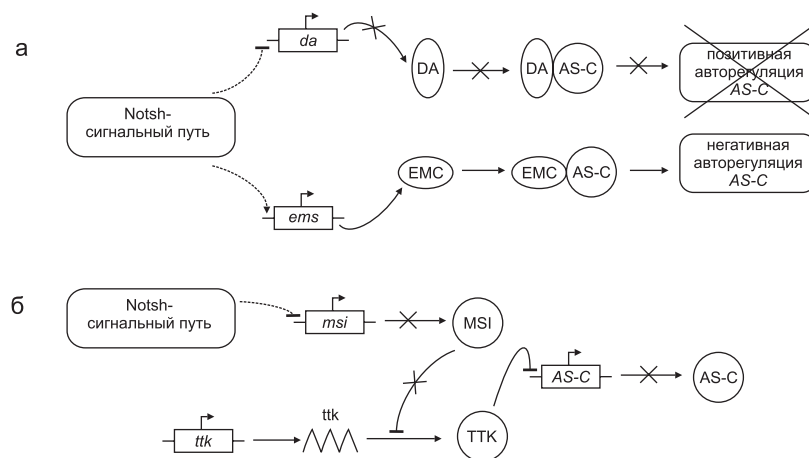 а
da
DA
DA
AS-C
позитивная
авторегуляция
AS-C
Notsh-
сигнальный путь
EMC
EMC
AS-C
негативная
авторегуляция
AS-C
ems
б
Notsh-
сигнальный путь
msi
MSI
AS-C
AS-C
ttk
ttk
TTK